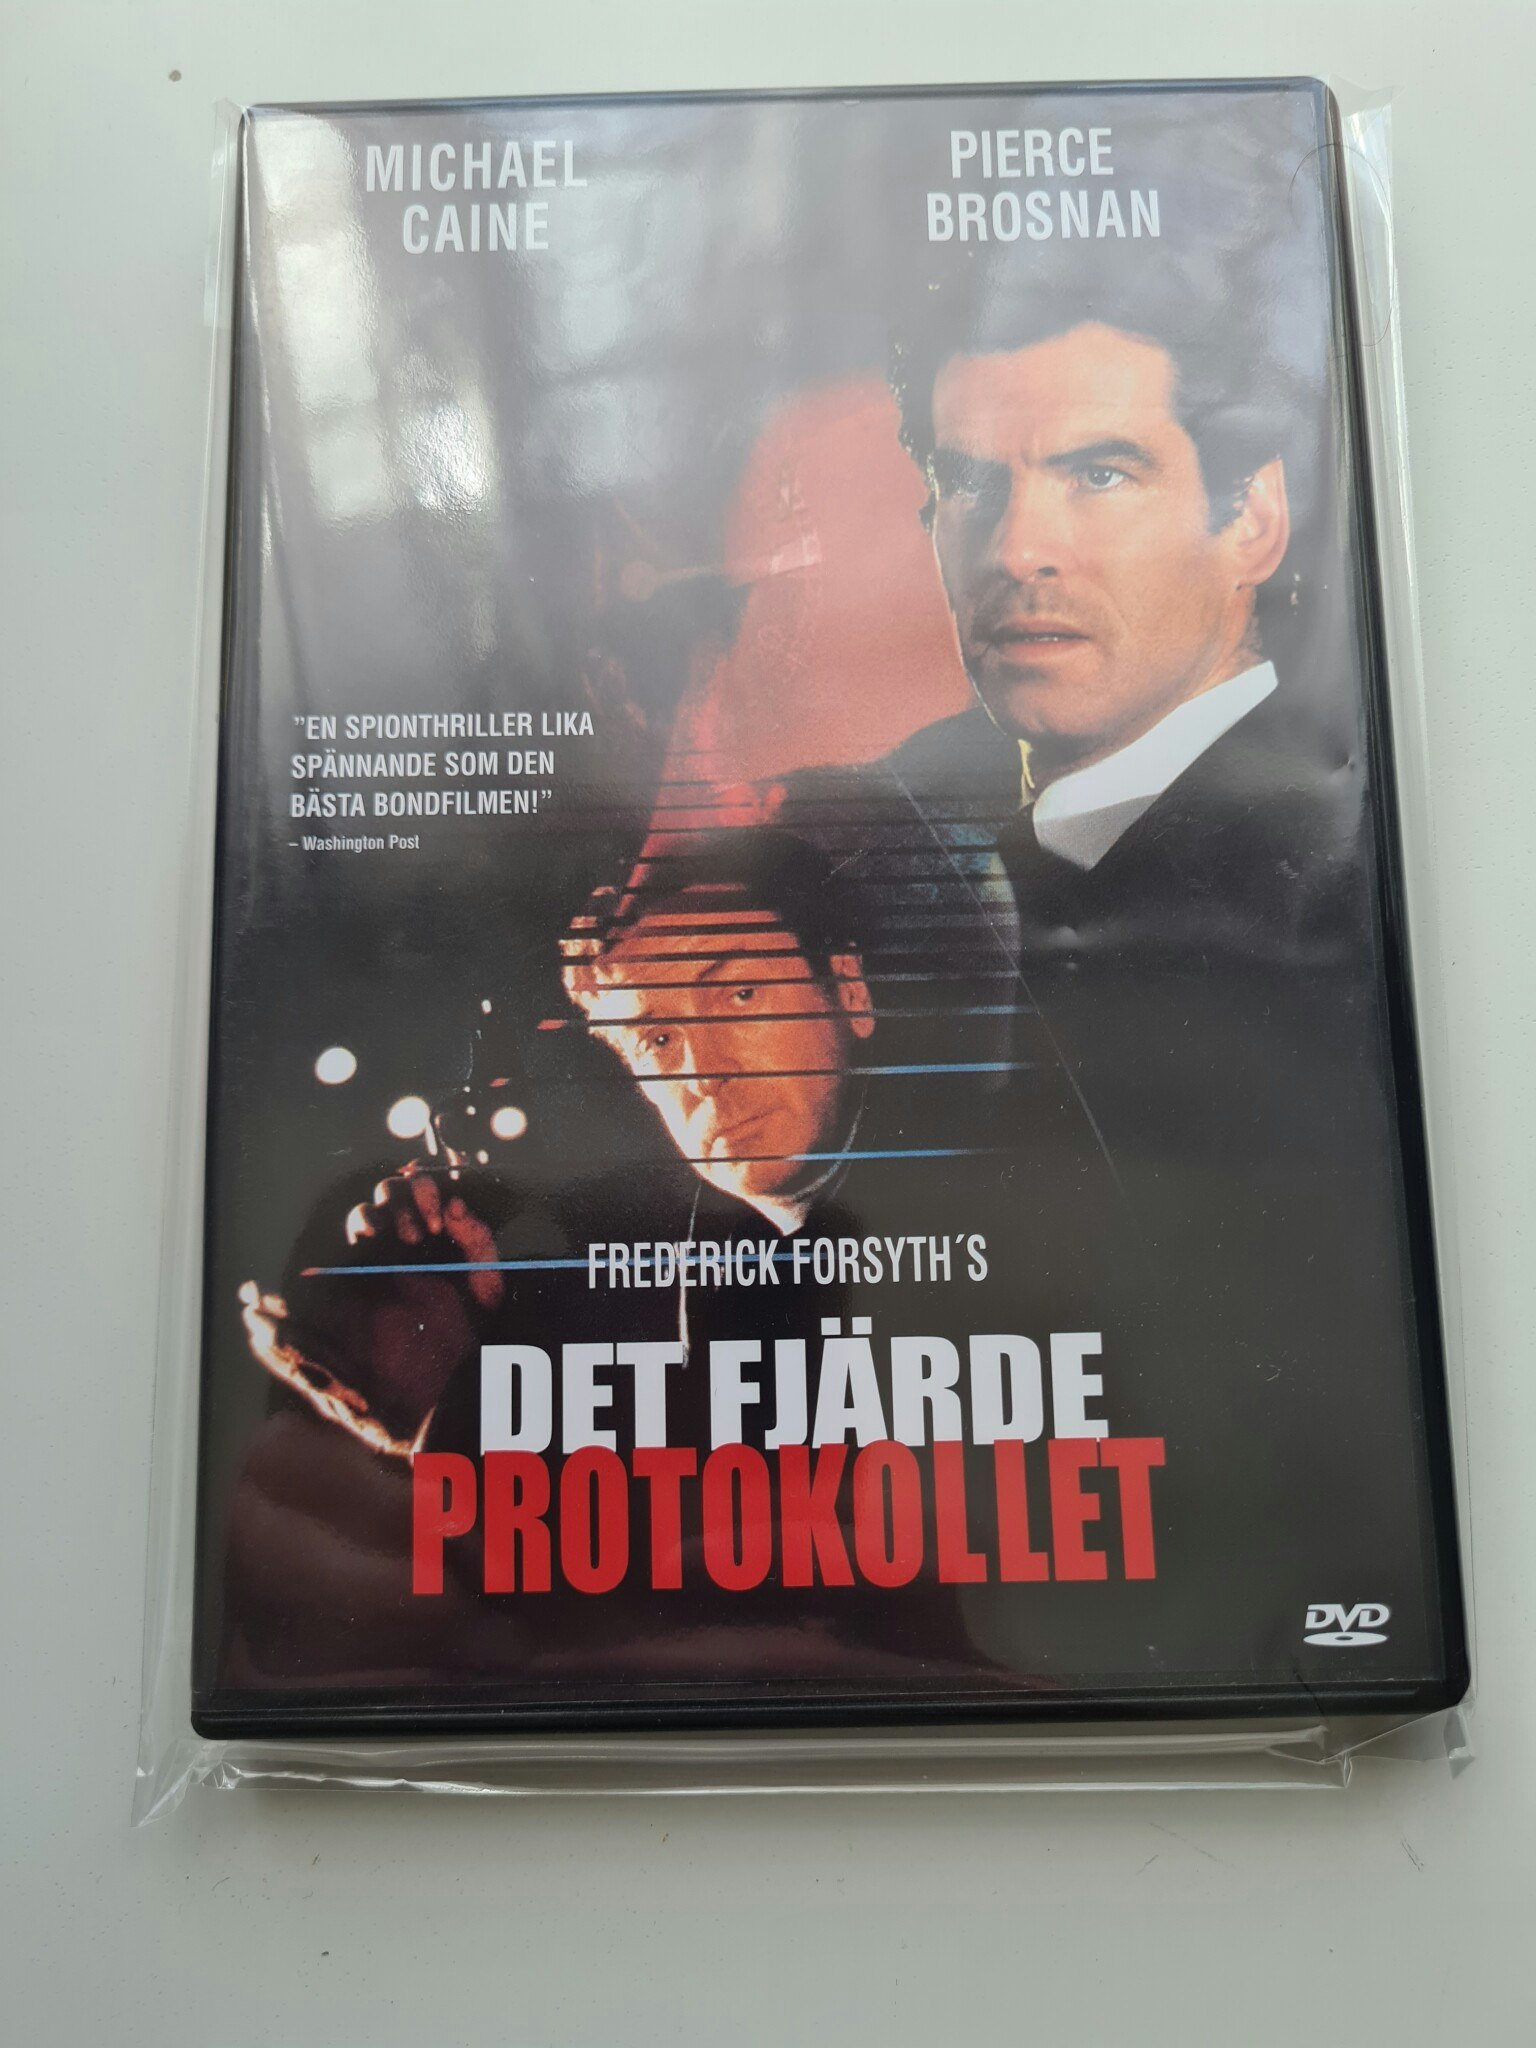 MICHAEL
CAINE
PIERCE
BROSNAN
"EN SPIONTHRILLER LIKA
SPÄNNANDE SOM DEN
BÄSTA BONDFILMEN!"
– Washington Post
FREDERICK FORSYTH´S
DET FJÄRDE
PROTOKOLLET
DVD